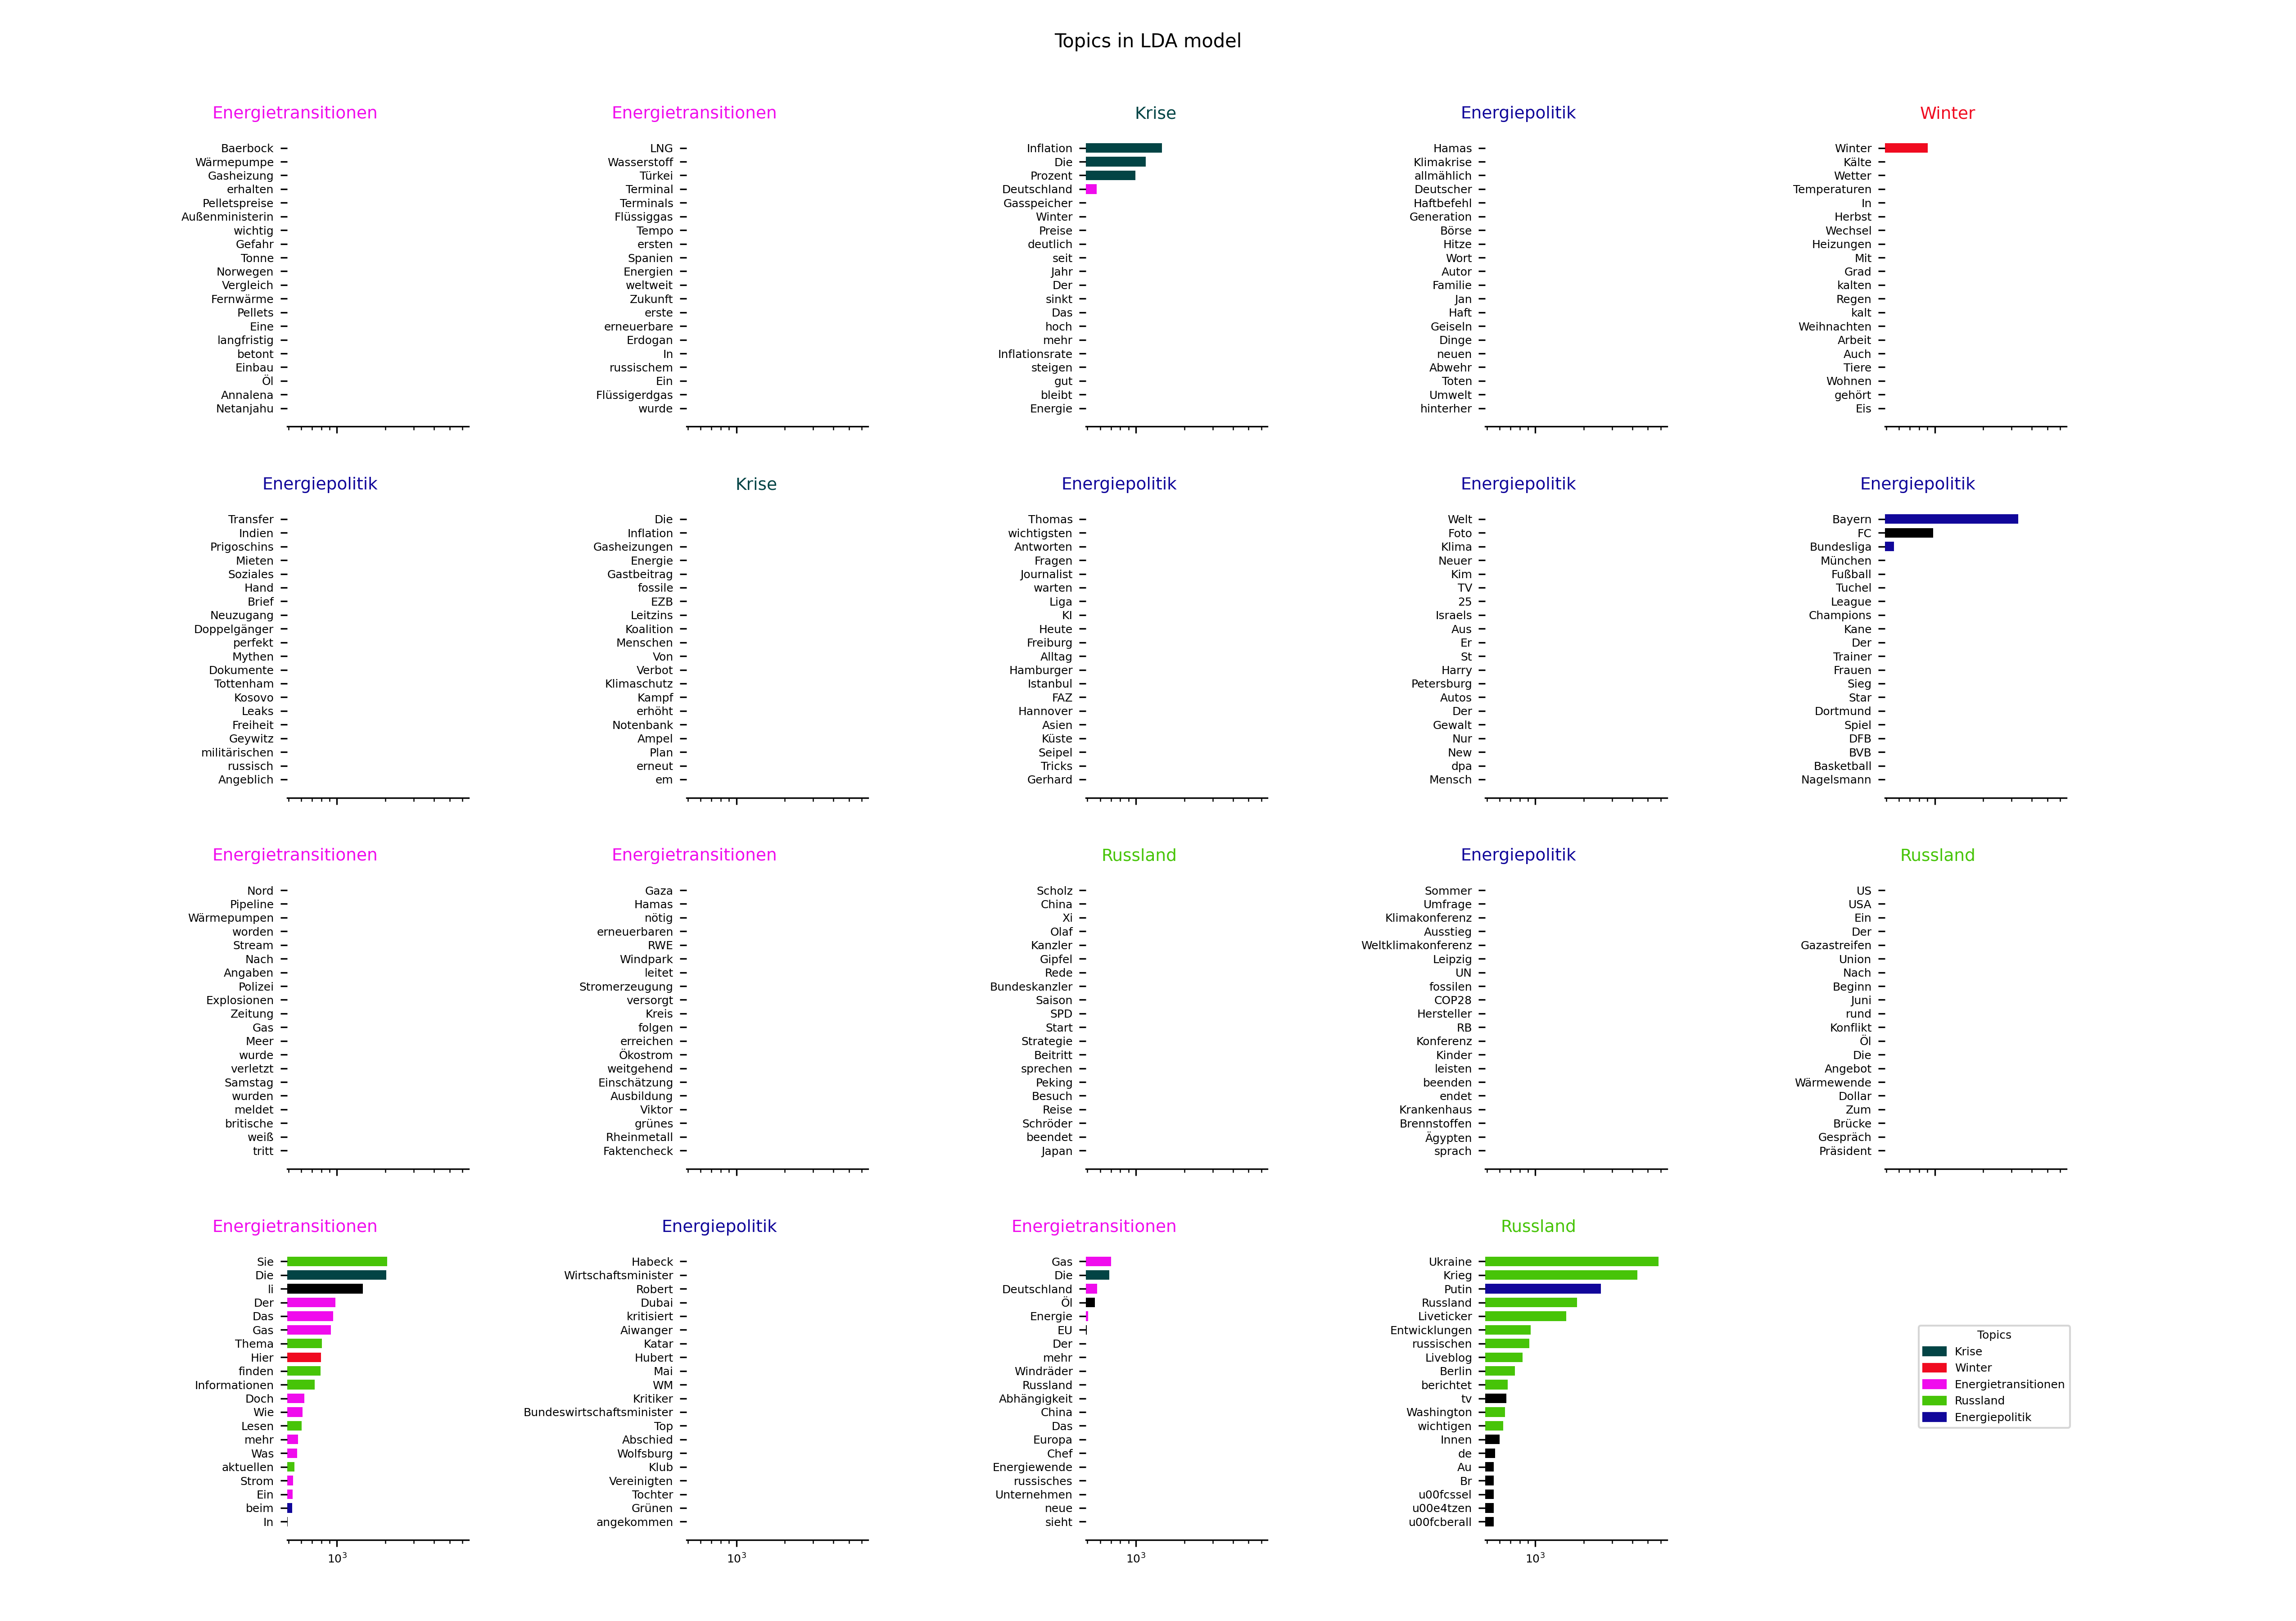 Topics in LDA model
Energietransitionen
Baerbock
Wärmepumpe
Gasheizung
erhalten
Pelletspreise
Außenministerin
wichtig
Gefahr
Tonne
Norwegen
Vergleich
Fernwärme
Pellets
Eine
langfristig
betont
Einbau
Öl
Annalena
Netanjahu
Energietransitionen
LNG
Wasserstoff
Türkei
Terminal
Terminals
Flüssiggas
Tempo
ersten
Spanien
Energien
weltweit
Zukunft
erste
erneuerbare
Erdogan
In
russischem
Ein
Flüssigerdgas
wurde
Krise
Inflation
Die
Prozent
Deutschland
Gasspeicher
Winter
Preise
deutlich
seit
Jahr
Der
sinkt
Das
hoch
mehr
Inflationsrate
steigen
gut
bleibt
Energie
Energiepolitik
Hamas
Klimakrise
allmählich
Deutscher
Haftbefehl
Generation
Börse
Hitze
Wort
Autor
Familie
Jan
Haft
Geiseln
Dinge
neuen
Abwehr
Toten
Umwelt
hinterher
Winter
Winter
Kälte
Wetter
Temperaturen
In
Herbst
Wechsel
Heizungen
Mit
Grad
kalten
Regen
kalt
Weihnachten
Arbeit
Auch
Tiere
Wohnen
gehört
Eis
Energiepolitik
Transfer
Indien
Prigoschins
Mieten
Soziales
Hand
Brief
Neuzugang
Doppelgänger
perfekt
Mythen
Dokumente
Tottenham
Kosovo
Leaks
Freiheit
Geywitz
militärischen
russisch
Angeblich
Krise
Die
Inflation
Gasheizungen
Energie
Gastbeitrag
fossile
EZB
Leitzins
Koalition
Menschen
Von
Verbot
Klimaschutz
Kampf
erhöht
Notenbank
Ampel
Plan
erneut
em
Energiepolitik
Thomas
wichtigsten
Antworten
Fragen
Journalist
warten
Liga
KI
Heute
Freiburg
Alltag
Hamburger
Istanbul
FAZ
Hannover
Asien
Küste
Seipel
Tricks
Gerhard
Energiepolitik
Welt
Foto
Klima
Neuer
Kim
TV
25
Israels
Aus
Er
St
Harry
Petersburg
Autos
Der
Gewalt
Nur
New
dpa
Mensch
Energiepolitik
Bayern
FC
Bundesliga
München
Fußball
Tuchel
League
Champions
Kane
Der
Trainer
Frauen
Sieg
Star
Dortmund
Spiel
DFB
BVB
Basketball
Nagelsmann
Energietransitionen
Nord
Pipeline
Wärmepumpen
worden
Stream
Nach
Angaben
Polizei
Explosionen
Zeitung
Gas
Meer
wurde
verletzt
Samstag
wurden
meldet
britische
weiß
tritt
Energietransitionen
Gaza
Hamas
nötig
erneuerbaren
RWE
Windpark
leitet
Stromerzeugung
versorgt
Kreis
folgen
erreichen
Ökostrom
weitgehend
Einschätzung
Ausbildung
Viktor
grünes
Rheinmetall
Faktencheck
Russland
Scholz
China
Xi
Olaf
Kanzler
Gipfel
Rede
Bundeskanzler
Saison
SPD
Start
Strategie
Beitritt
sprechen
Peking
Besuch
Reise
Schröder
beendet
Japan
Energiepolitik
Sommer
Umfrage
Klimakonferenz
Ausstieg
Weltklimakonferenz
Leipzig
UN
fossilen
COP28
Hersteller
RB
Konferenz
Kinder
leisten
beenden
endet
Krankenhaus
Brennstoffen
Ägypten
sprach
Russland
US
USA
Ein
Der
Gazastreifen
Union
Nach
Beginn
Juni
rund
Konflikt
Öl
Die
Angebot
Wärmewende
Dollar
Zum
Brücke
Gespräch
Präsident
Energietransitionen
Sie
Die
li
Der
Das
Gas
Thema
Hier
finden
Informationen
Doch
Wie
Lesen
mehr
Was
aktuellen
Strom
Ein
beim
In
10³
Energiepolitik
Habeck
Wirtschaftsminister
Robert
Dubai
kritisiert
Aiwanger
Katar
Hubert
Mai
WM
Kritiker
Bundeswirtschaftsminister
Top
Abschied
Wolfsburg
Klub
Vereinigten
Tochter
Grünen
angekommen
10³
Energietransitionen
Gas
Die
Deutschland
Öl
Energie
EU
Der
mehr
Windräder
Russland
Abhängigkeit
China
Das
Europa
Chef
Energiewende
russisches
Unternehmen
neue
sieht
10³
Russland
Ukraine
Krieg
Putin
Russland
Liveticker
Entwicklungen
russischen
Liveblog
Berlin
berichtet
tv
Washington
wichtigen
Innen
de
Au
Br
u00fcssel
u00e4tzen
u00fcberall
10³
Topics
Krise
Winter
Energietransitionen
Russland
Energiepolitik